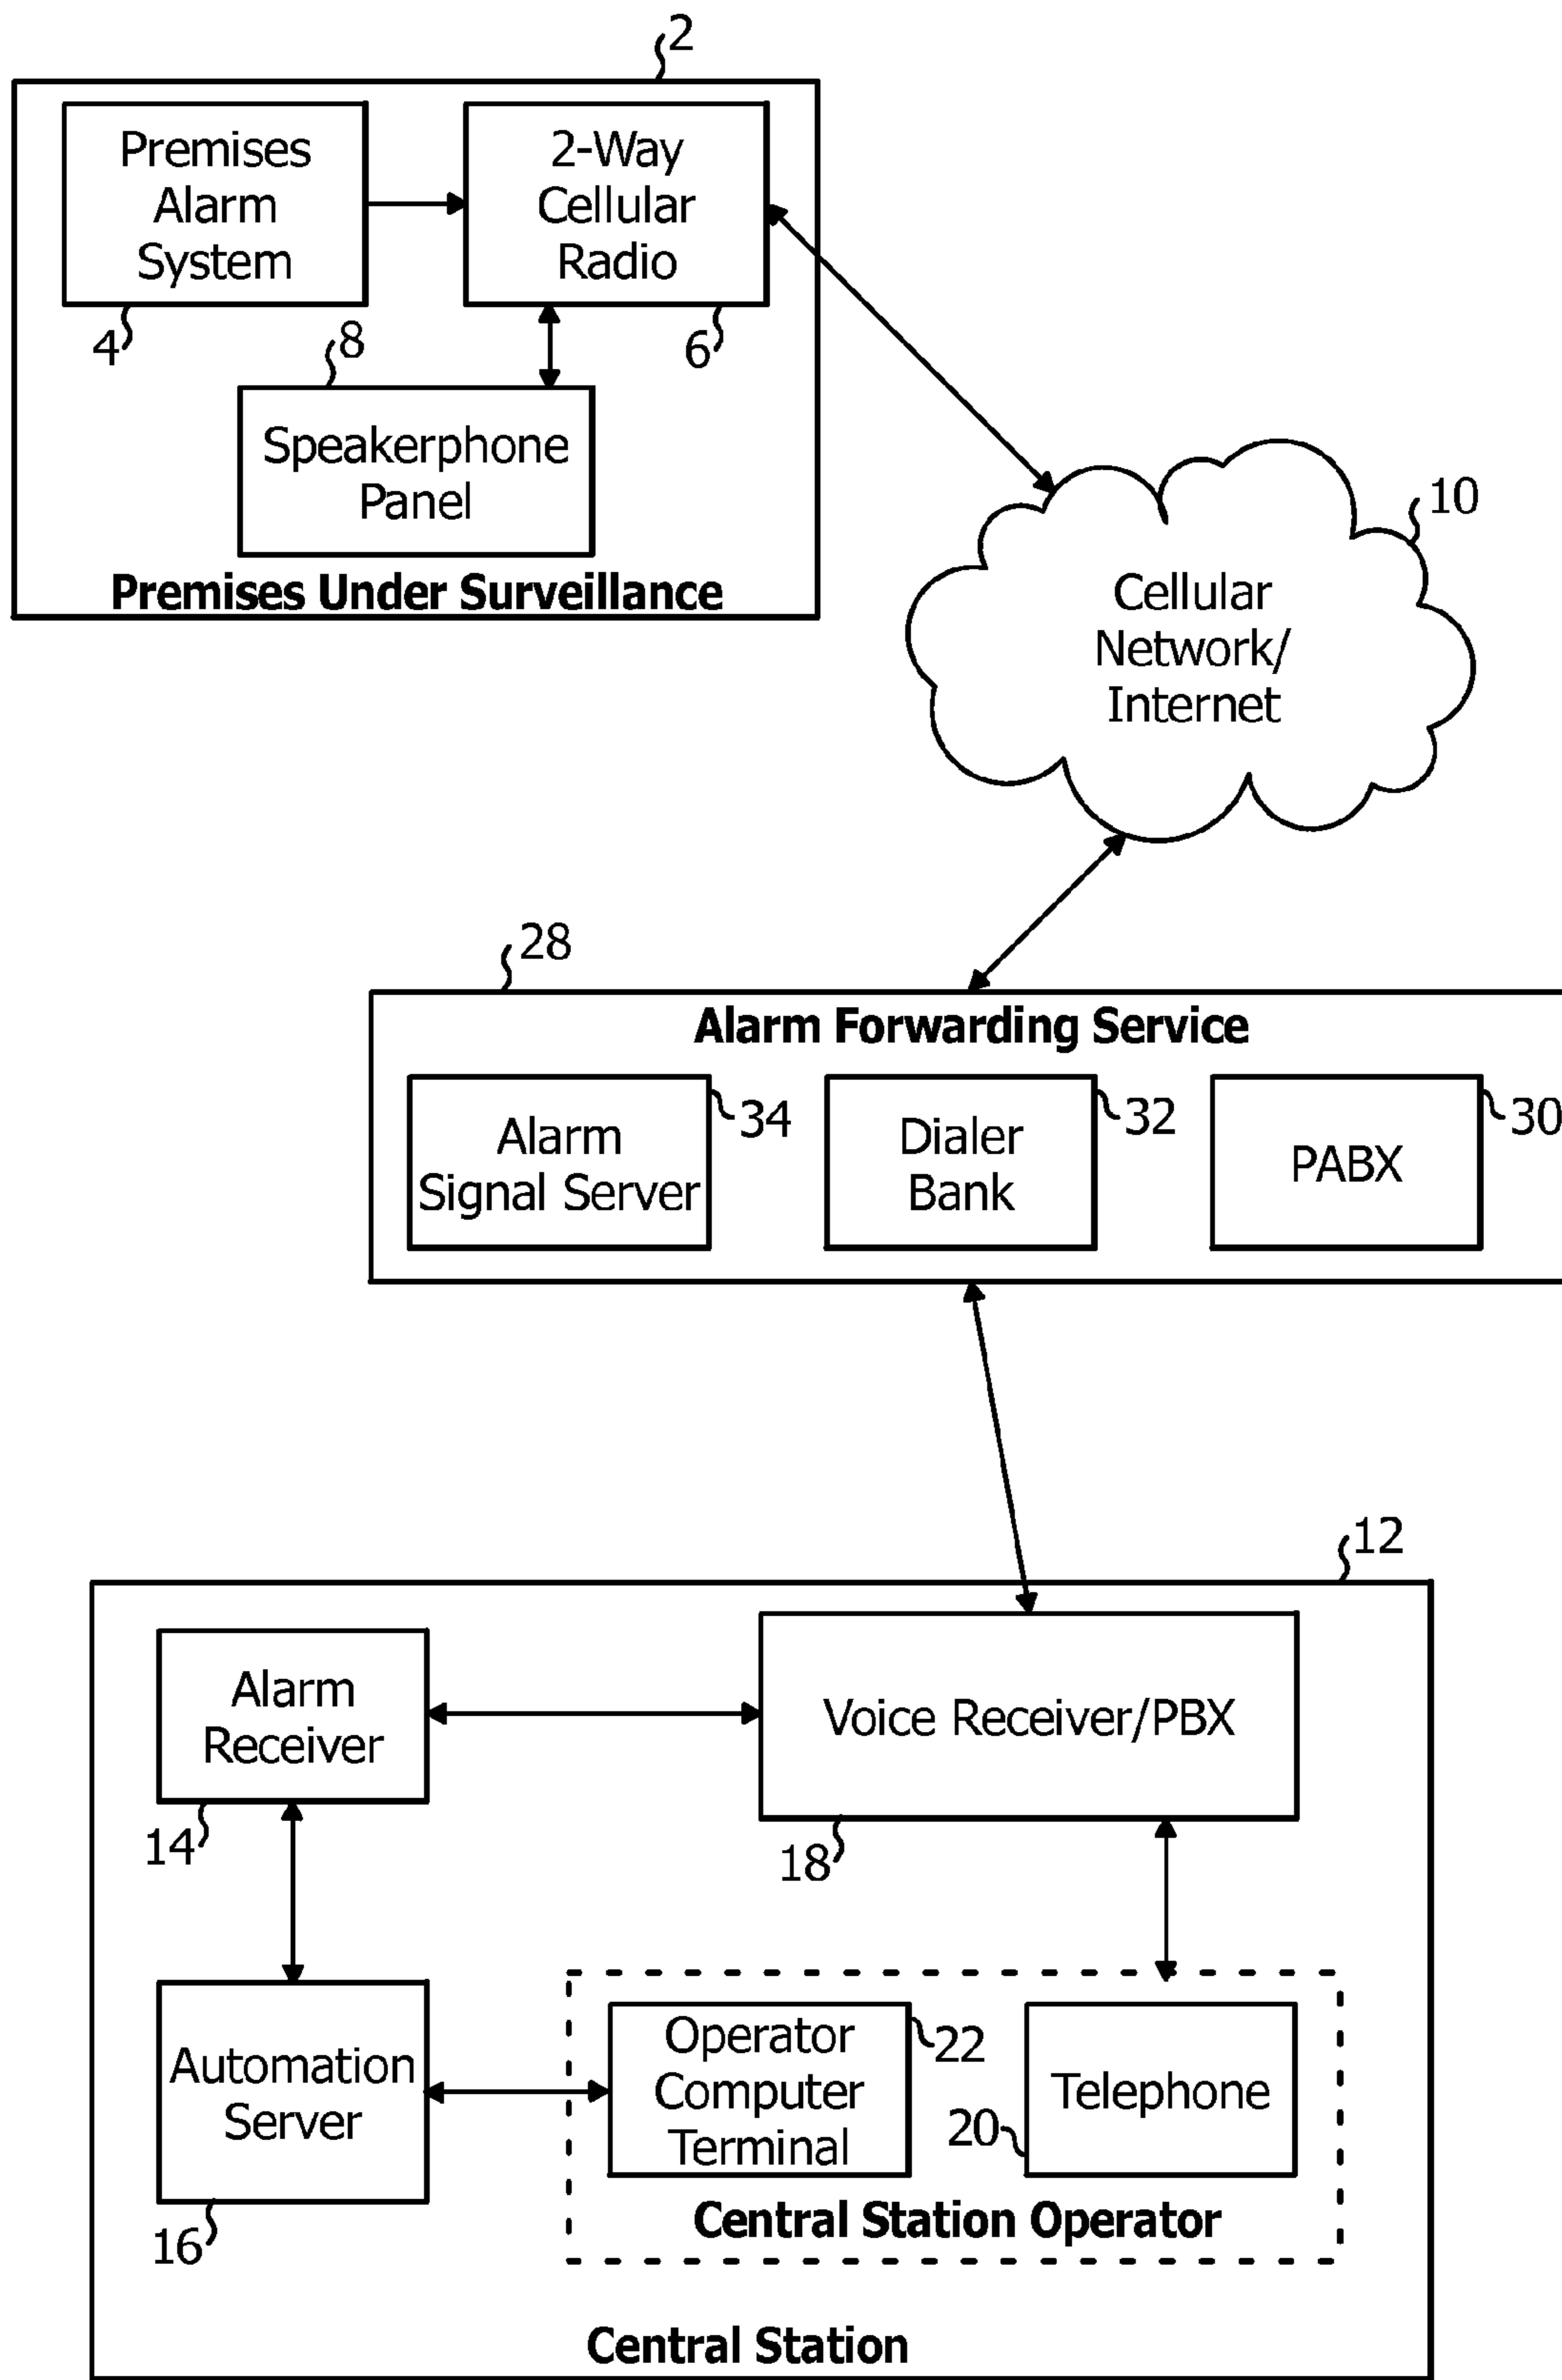 2
Premises
Alarm
System
2-Way
Cellular
Radio
4
8
6
Speakerphone
Panel
Premises Under Surveillance
10
Cellular
Network/
Internet
28
Alarm Forwarding Service
Alarm
Signal Server
34
Dialer
Bank
32
PABX
30
12
Alarm
Receiver
14
Voice Receiver/PBX
18
Automation
Server
16
Operator
Computer
Terminal
22
Telephone
20
Central Station Operator
Central Station